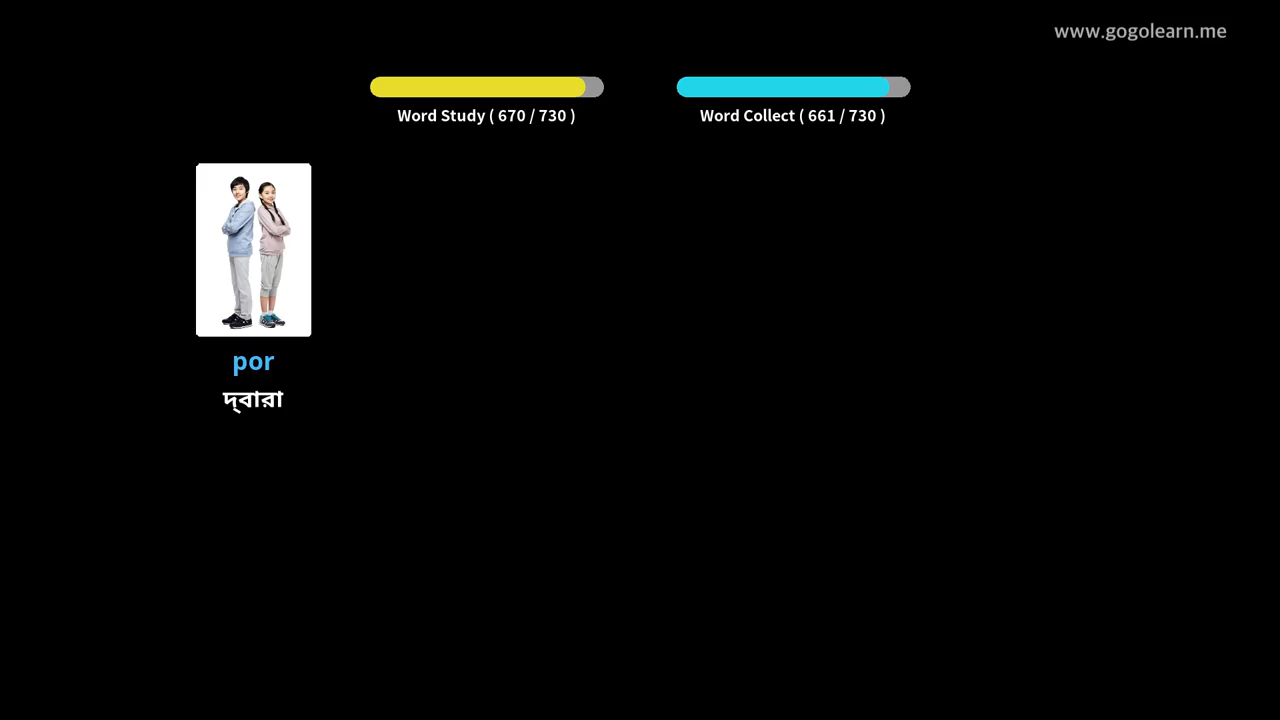 www.gogolearn.me
Word Study ( 670 / 730 )
Word Collect ( 661 / 730 )
por
দ্বারা